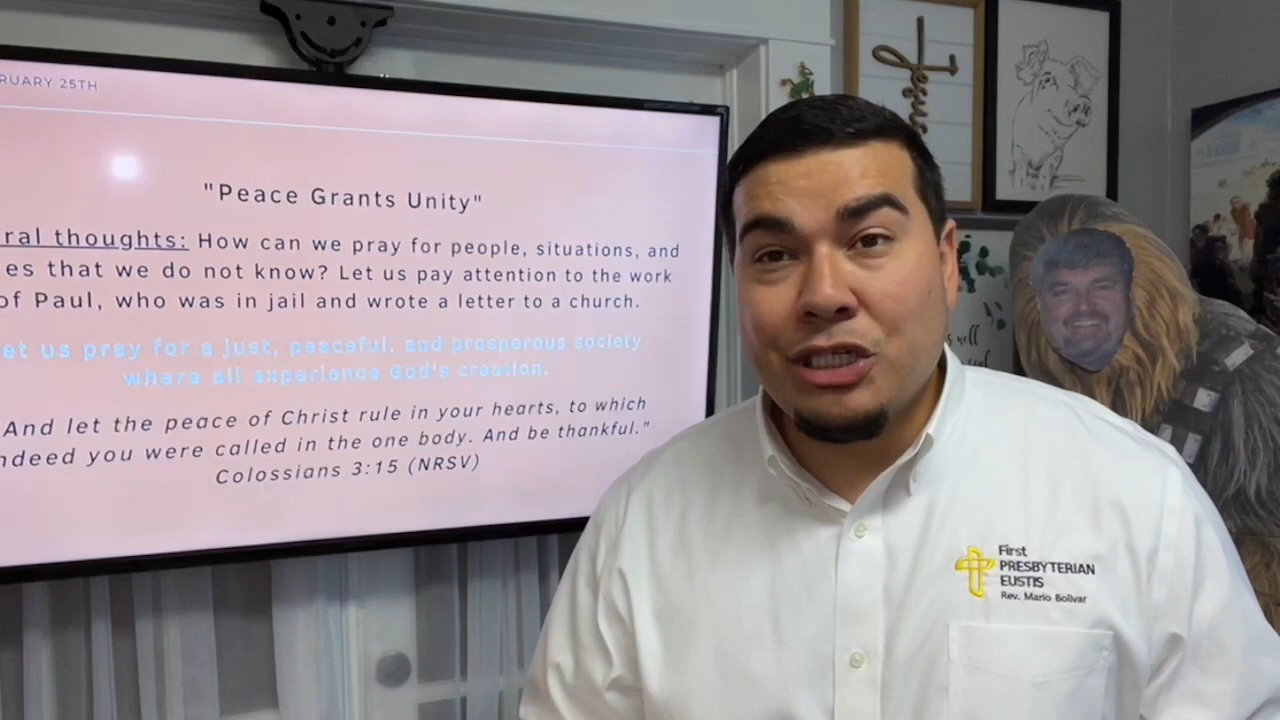 RUARY 25TH
"Peace Grants Unity"
ral thoughts: How can we pray for people, situations, and
es that we do not know? Let us pay attention to the work
of Paul, who was in jail and wrote a letter to a church.
et us pray for a just, peaceful, and prosperous society
where all experience God's creation.
And let the peace of Christ rule in your hearts, to which
ndeed you were called in the one body. And be thankful."
Colossians 3:15 (NRSV)
Jesus
well
soul
First
PRESBYTERIAN
EUSTIS
Rev. Mario Bolivar